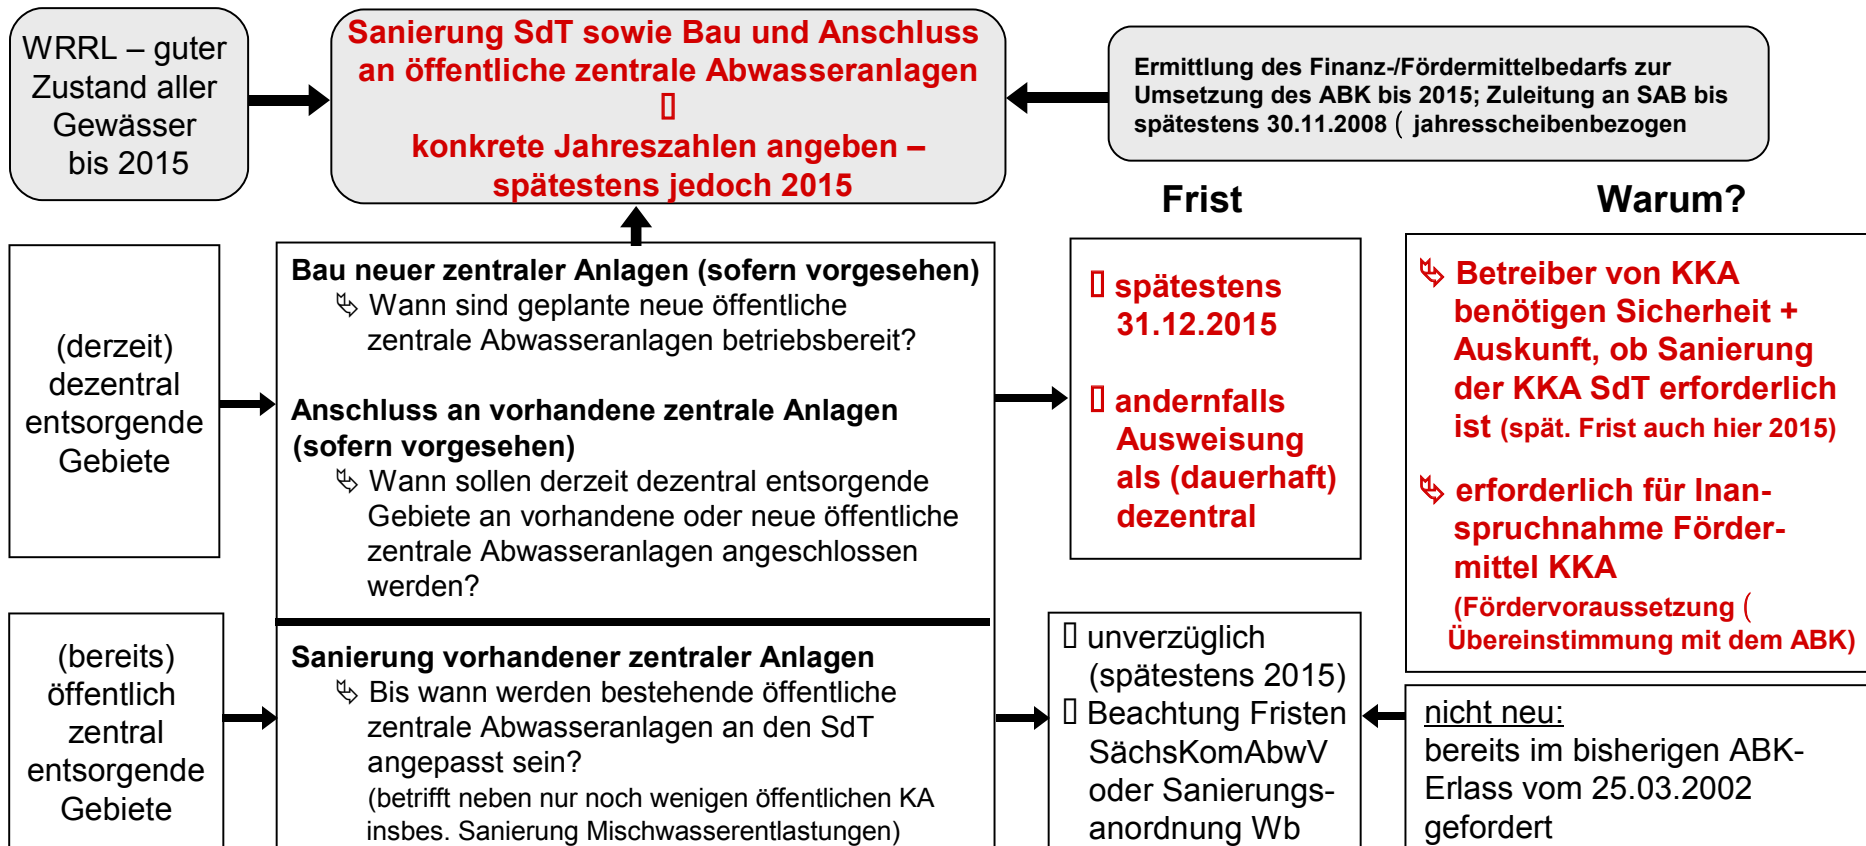 WRRL – guter
Zustand aller
Gewässer
bis 2015
Sanierung SdT sowie Bau und Anschluss
an öffentliche zentrale Abwasseranlagen
▯
konkrete Jahreszahlen angeben –
spätestens jedoch 2015
Ermittlung des Finanz-/Fördermittelbedarfs zur
Umsetzung des ABK bis 2015; Zuleitung an SAB bis
spätestens 30.11.2008 ( jahresscheibenbezogen
Frist
Warum?
(derzeit)
dezentral
entsorgende
Gebiete
Bau neuer zentraler Anlagen (sofern vorgesehen)
↳ Wann sind geplante neue öffentliche
zentrale Abwasseranlagen betriebsbereit?
Anschluss an vorhandene zentrale Anlagen
(sofern vorgesehen)
↳ Wann sollen derzeit dezentral entsorgende
Gebiete an vorhandene oder neue öffentliche
zentrale Abwasseranlagen angeschlossen
werden?
▯ spätestens
31.12.2015
▯ andernfalls
Ausweisung
als (dauerhaft)
dezentral
↳ Betreiber von KKA
benötigen Sicherheit +
Auskunft, ob Sanierung
der KKA SdT erforderlich
ist (spät. Frist auch hier 2015)
↳ erforderlich für Inan-
spruchnahme Förder-
mittel KKA
(Fördervoraussetzung (
Übereinstimmung mit dem ABK)
(bereits)
öffentlich
zentral
entsorgende
Gebiete
Sanierung vorhandener zentraler Anlagen
↳ Bis wann werden bestehende öffentliche
zentrale Abwasseranlagen an den SdT
angepasst sein?
(betrifft neben nur noch wenigen öffentlichen KA
insbes. Sanierung Mischwasserentlastungen)
▯ unverzüglich
(spätestens 2015)
▯ Beachtung Fristen
SächsKomAbwV
oder Sanierungs-
anordnung Wb
nicht neu:
bereits im bisherigen ABK-
Erlass vom 25.03.2002
gefordert